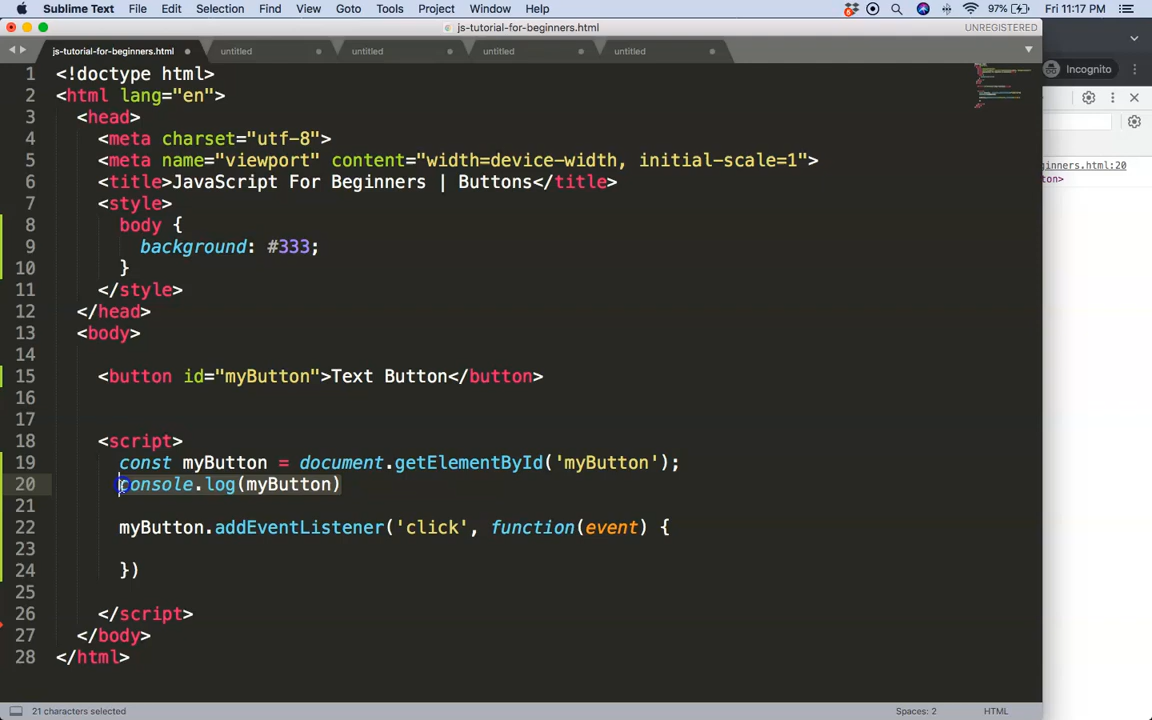 Sublime Text File Edit Selection Find View Goto Tools Project Window Help 97% Fri 11:17 PM
js-tutorial-for-beginners.html UNREGISTERED
js-tutorial-for-beginners.html untitled untitled untitled untitled
Incognito
1 <!doctype html>
2 <html lang="en">
3 <head>
4 <meta charset="utf-8">
5 <meta name="viewport" content="width=device-width, initial-scale=1">
6 <title>JavaScript For Beginners | Buttons</title>
7 <style>
8 body {
9 background: #333;
10 }
11 </style>
12 </head>
13 <body>
14
15 <button id="myButton">Text Button</button>
16
17
18 <script>
19 const myButton = document.getElementById('myButton');
20 console.log(myButton)
21
22 myButton.addEventListener('click', function(event) {
23
24 })
25
26 </script>
27 </body>
28 </html>
inners.html:20
ton>
21 characters selected Spaces: 2 HTML